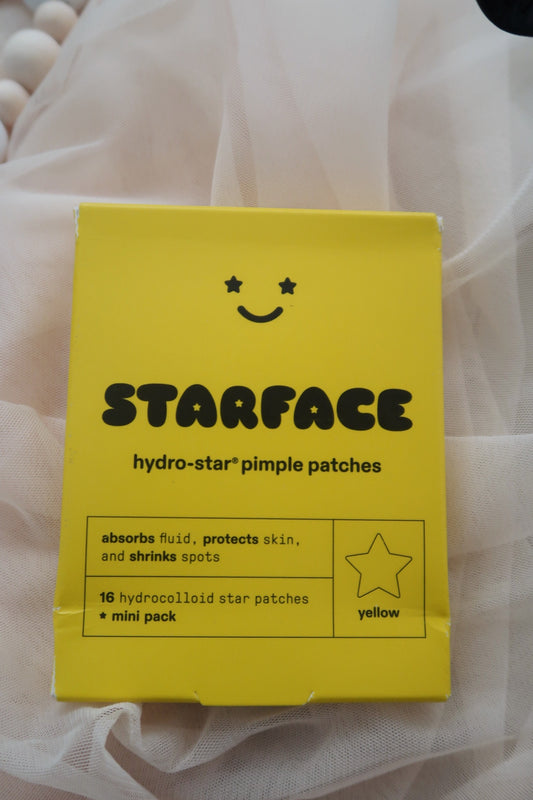 STARFACE
hydro-star® pimple patches
absorbs fluid, protects skin,
and shrinks spots
16 hydrocolloid star patches
★ mini pack
yellow